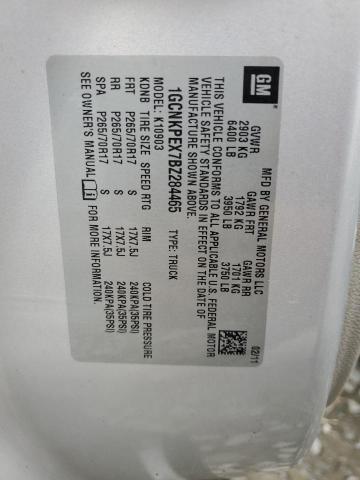 GM
MFD BY GENERAL MOTORS LLC
02/11
GVWR GAWR FRT GAWR RR
2903 KG 1792 KG 1701 KG
6400 LB 3950 LB 3750 LB
THIS VEHICLE CONFORMS TO ALL APPLICABLE U.S. FEDERAL MOTOR
VEHICLE SAFETY STANDARDS IN EFFECT ON THE DATE OF
MANUFACTURE SHOWN ABOVE.
1GCNKPEX7BZ284465 TYPE: TRUCK
MODEL: K10903
KDNB TIRE SIZE SPEED RTG RIM COLD TIRE PRESSURE
FRT P265/70R17 S 17X7.5J 240KPA(35PSI)
RR P265/70R17 S 17X7.5J 240KPA(35PSI)
SPA P265/70R17 S 17X7.5J 240KPA(35PSI)
SEE OWNER'S MANUAL